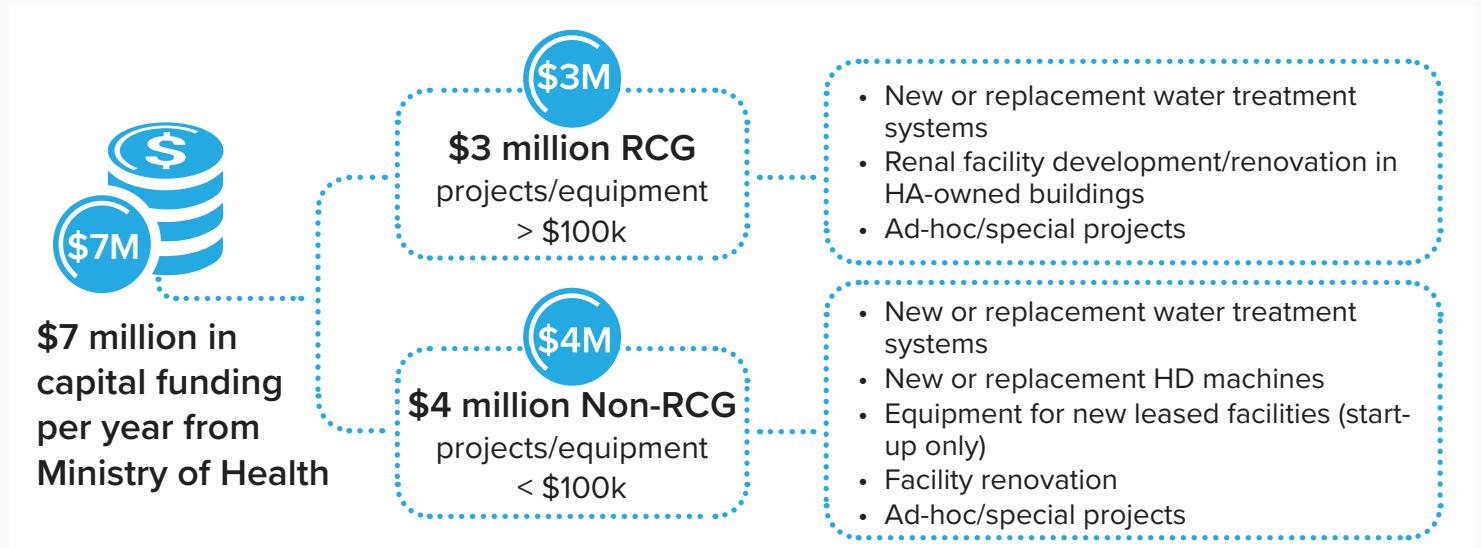 $
$7M
$7 million in
capital funding
per year from
Ministry of Health
$3M
$3 million RCG
projects/equipment
> $100k
• New or replacement water treatment
systems
• Renal facility development/renovation in
HA-owned buildings
• Ad-hoc/special projects
$4M
$4 million Non-RCG
projects/equipment
< $100k
• New or replacement water treatment
systems
• New or replacement HD machines
• Equipment for new leased facilities (start-
up only)
• Facility renovation
• Ad-hoc/special projects